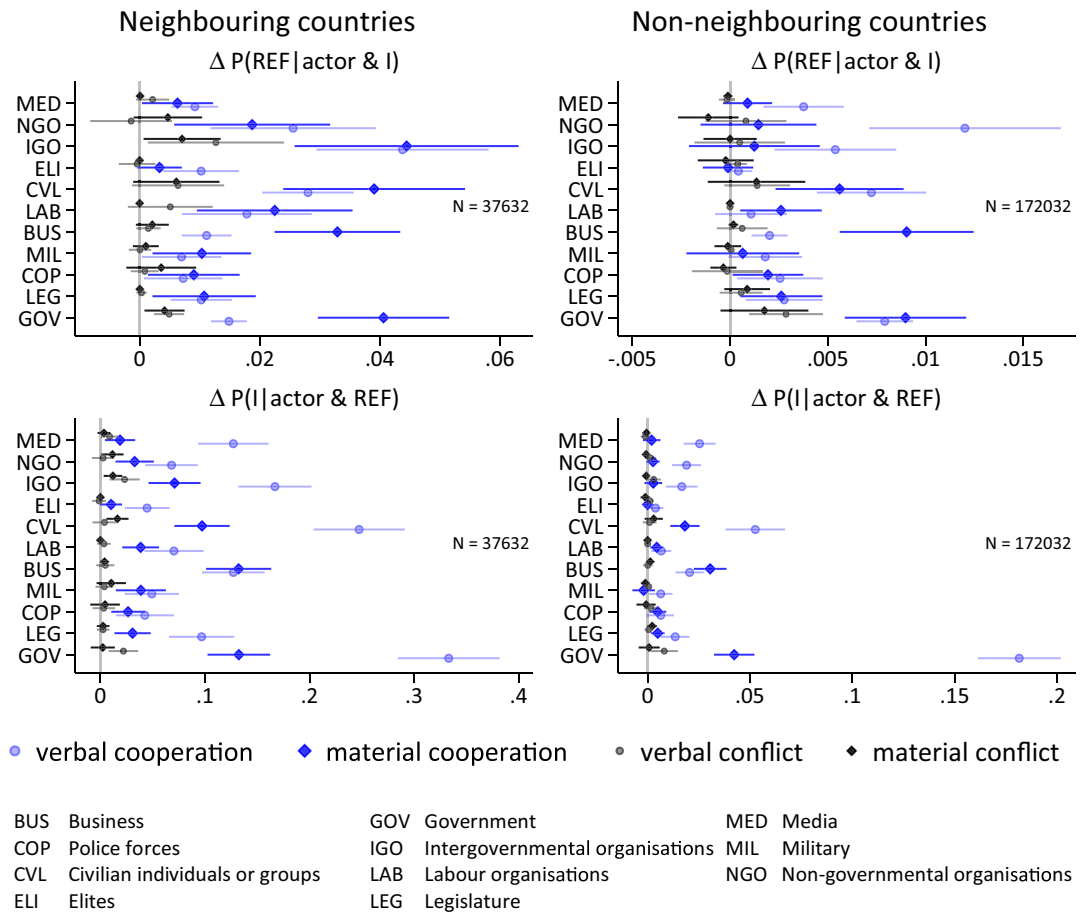 Neighbouring countries
Non-neighbouring countries
Δ P(REF|actor & I)
Δ P(REF|actor & I)
MED
NGO
IGO
ELI
CVL
LAB
BUS
MIL
COP
LEG
GOV
N = 37632
0 .02 .04 .06
MED
NGO
IGO
ELI
CVL
LAB
BUS
MIL
COP
LEG
GOV
N = 172032
-.005 0 .005 .01 .015
Δ P(I|actor & REF)
Δ P(I|actor & REF)
MED
NGO
IGO
ELI
CVL
LAB
BUS
MIL
COP
LEG
GOV
N = 37632
0 .1 .2 .3 .4
MED
NGO
IGO
ELI
CVL
LAB
BUS
MIL
COP
LEG
GOV
N = 172032
0 .05 .1 .15 .2
verbal cooperation material cooperation verbal conflict material conflict
BUS Business GOV Government MED Media
COP Police forces IGO Intergovernmental organisations MIL Military
CVL Civilian individuals or groups LAB Labour organisations NGO Non-governmental organisations
ELI Elites LEG Legislature